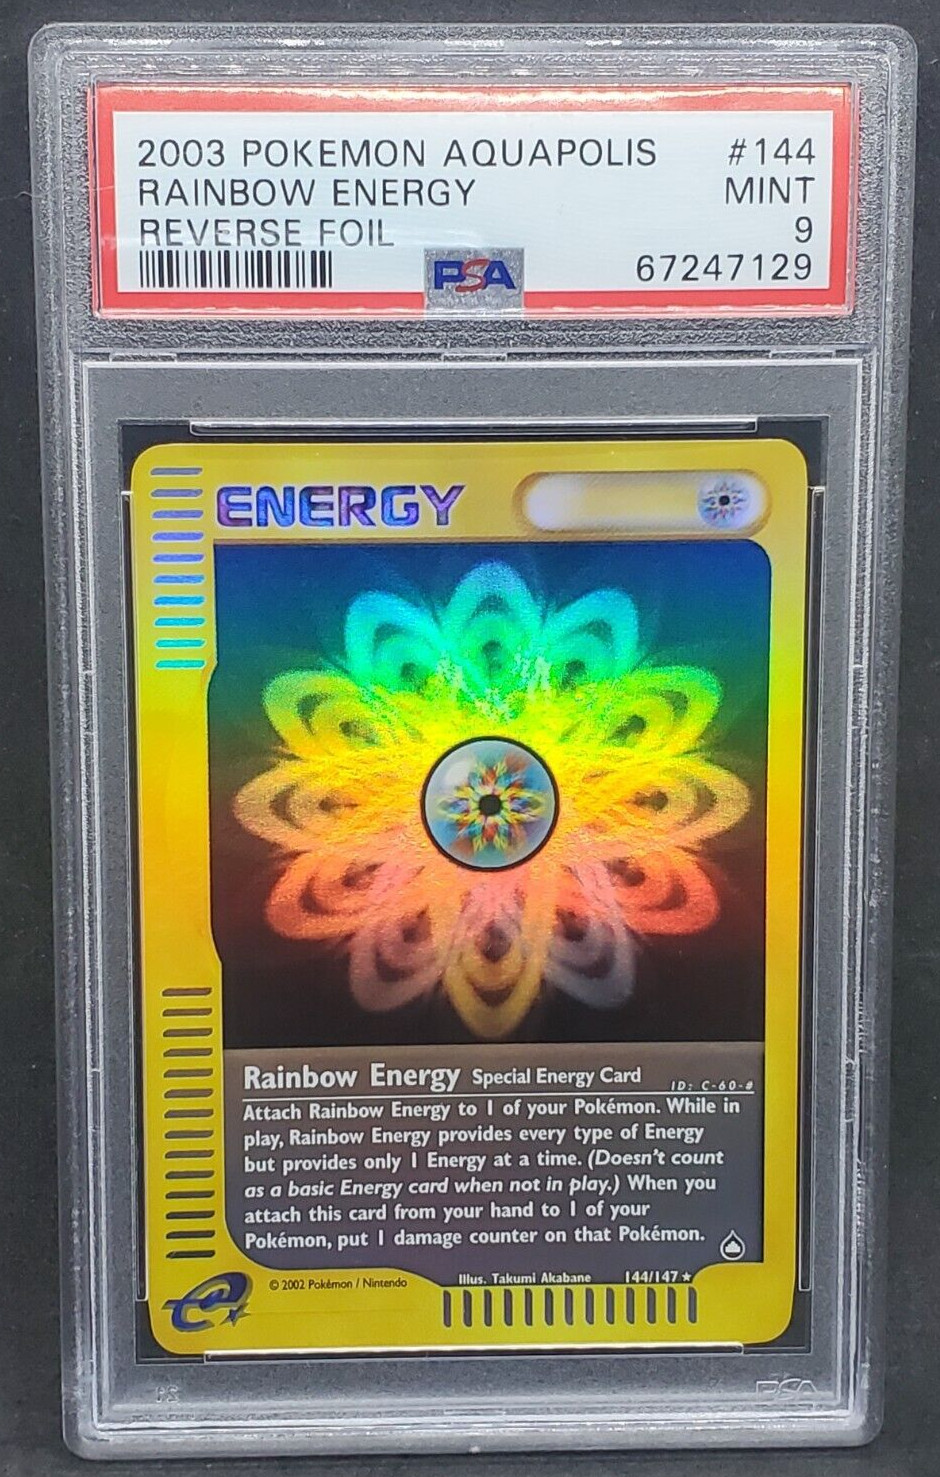 2003 POKEMON AQUAPOLIS #144
RAINBOW ENERGY MINT
REVERSE FOIL 9
PSA 67247129
ENERGY
Rainbow Energy Special Energy Card ID: C-60-#
Attach Rainbow Energy to 1 of your Pokémon. While in
play, Rainbow Energy provides every type of Energy
but provides only 1 Energy at a time. (Doesn't count
as a basic Energy card when not in play.) When you
attach this card from your hand to 1 of your
Pokémon, put 1 damage counter on that Pokémon.
© 2002 Pokémon / Nintendo Illus. Takumi Akabane 144/147 ★
e
PSA